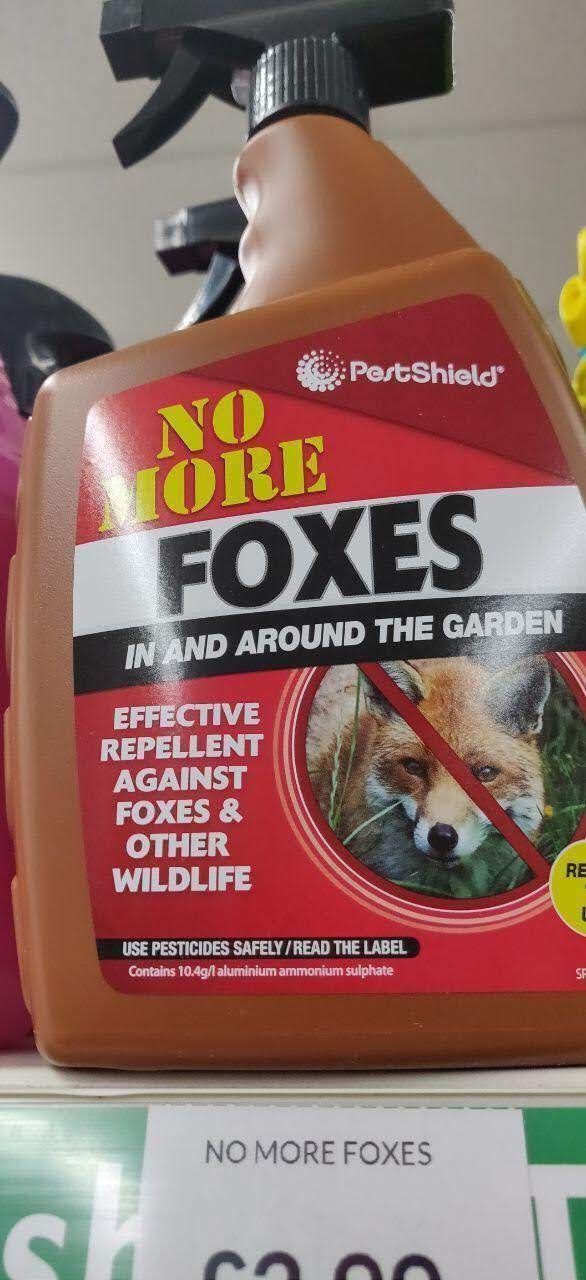 PestShield®
NO
MORE
FOXES
IN AND AROUND THE GARDEN
EFFECTIVE
REPELLENT
AGAINST
FOXES &
OTHER
WILDLIFE
USE PESTICIDES SAFELY/READ THE LABEL
Contains 10.4g/l aluminium ammonium sulphate
NO MORE FOXES